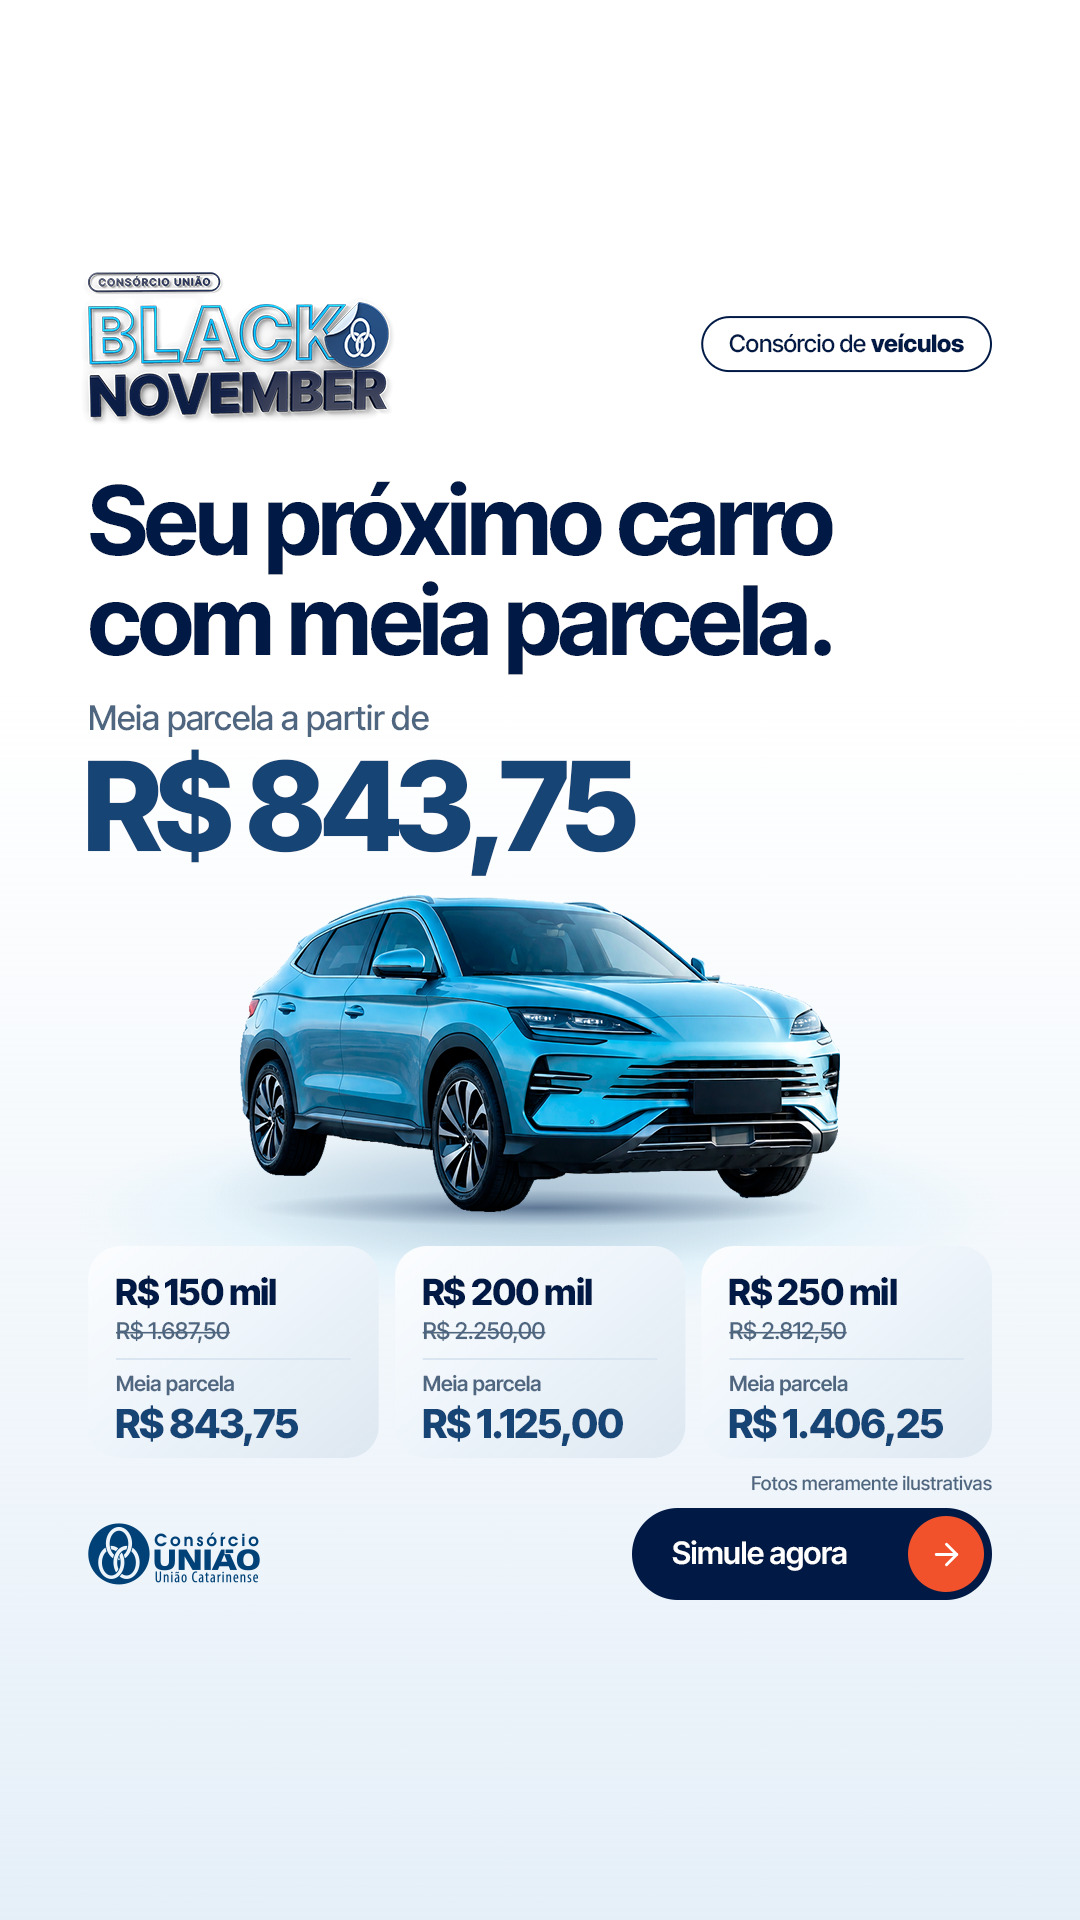 CONSÓRCIO UNIÃO
BLACK
NOVEMBER
Consórcio de veículos
Seu próximo carro
com meia parcela.
Meia parcela a partir de
R$ 843,75
R$ 150 mil
R$ 1.687,50
Meia parcela
R$ 843,75
R$ 200 mil
R$ 2.250,00
Meia parcela
R$ 1.125,00
R$ 250 mil
R$ 2.812,50
Meia parcela
R$ 1.406,25
Fotos meramente ilustrativas
Consórcio
UNIÃO
União Catarinense
Simule agora